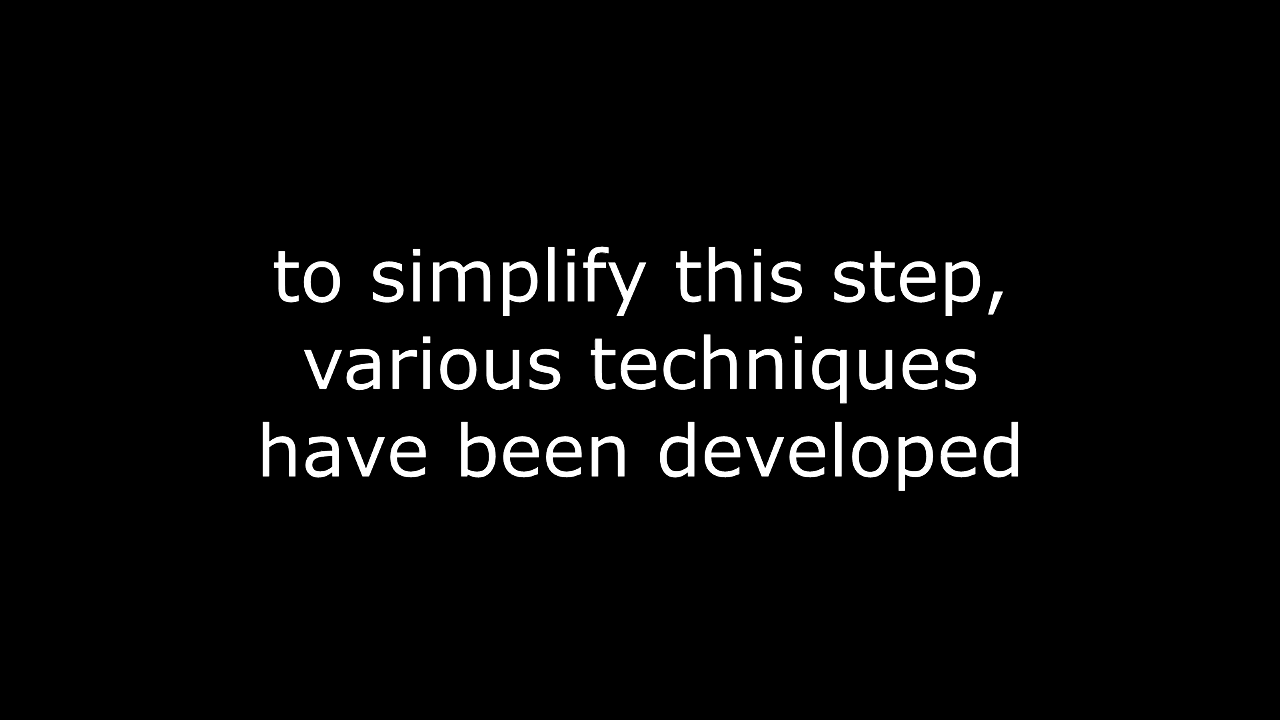 to simplify this step,
various techniques
have been developed